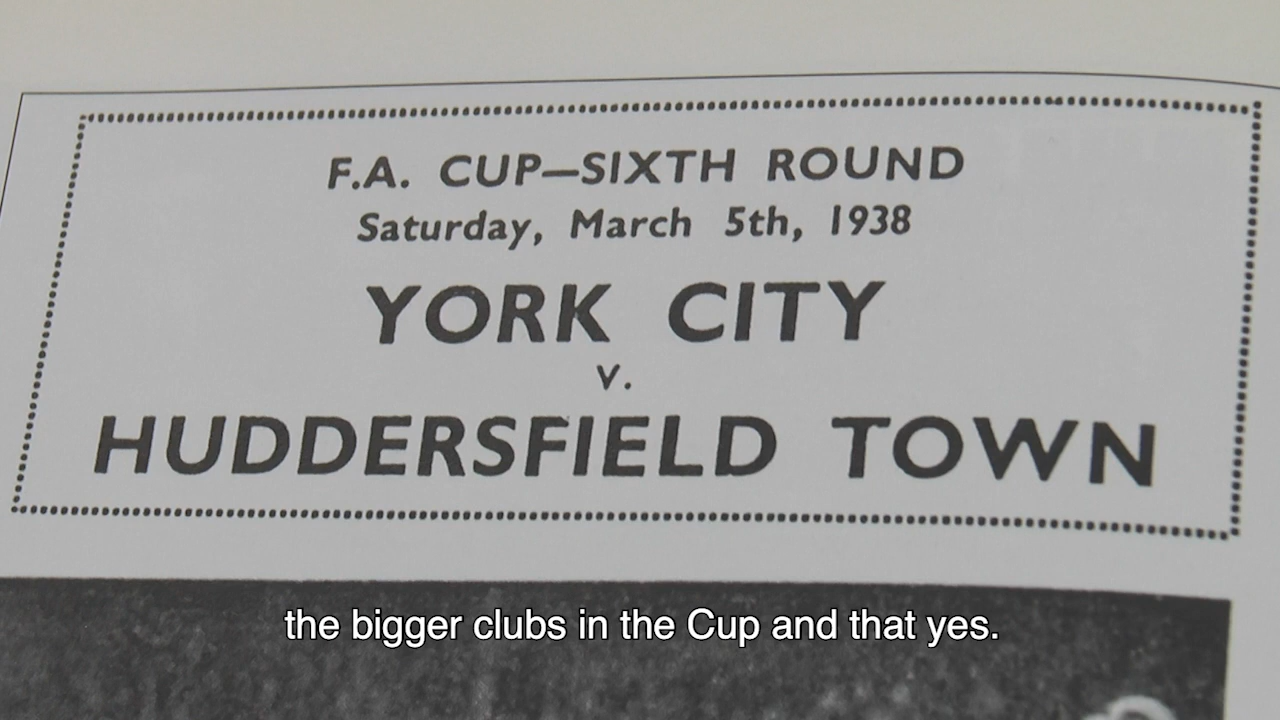 F.A. CUP—SIXTH ROUND
Saturday, March 5th, 1938
YORK CITY
v.
HUDDERSFIELD TOWN
the bigger clubs in the Cup and that yes.